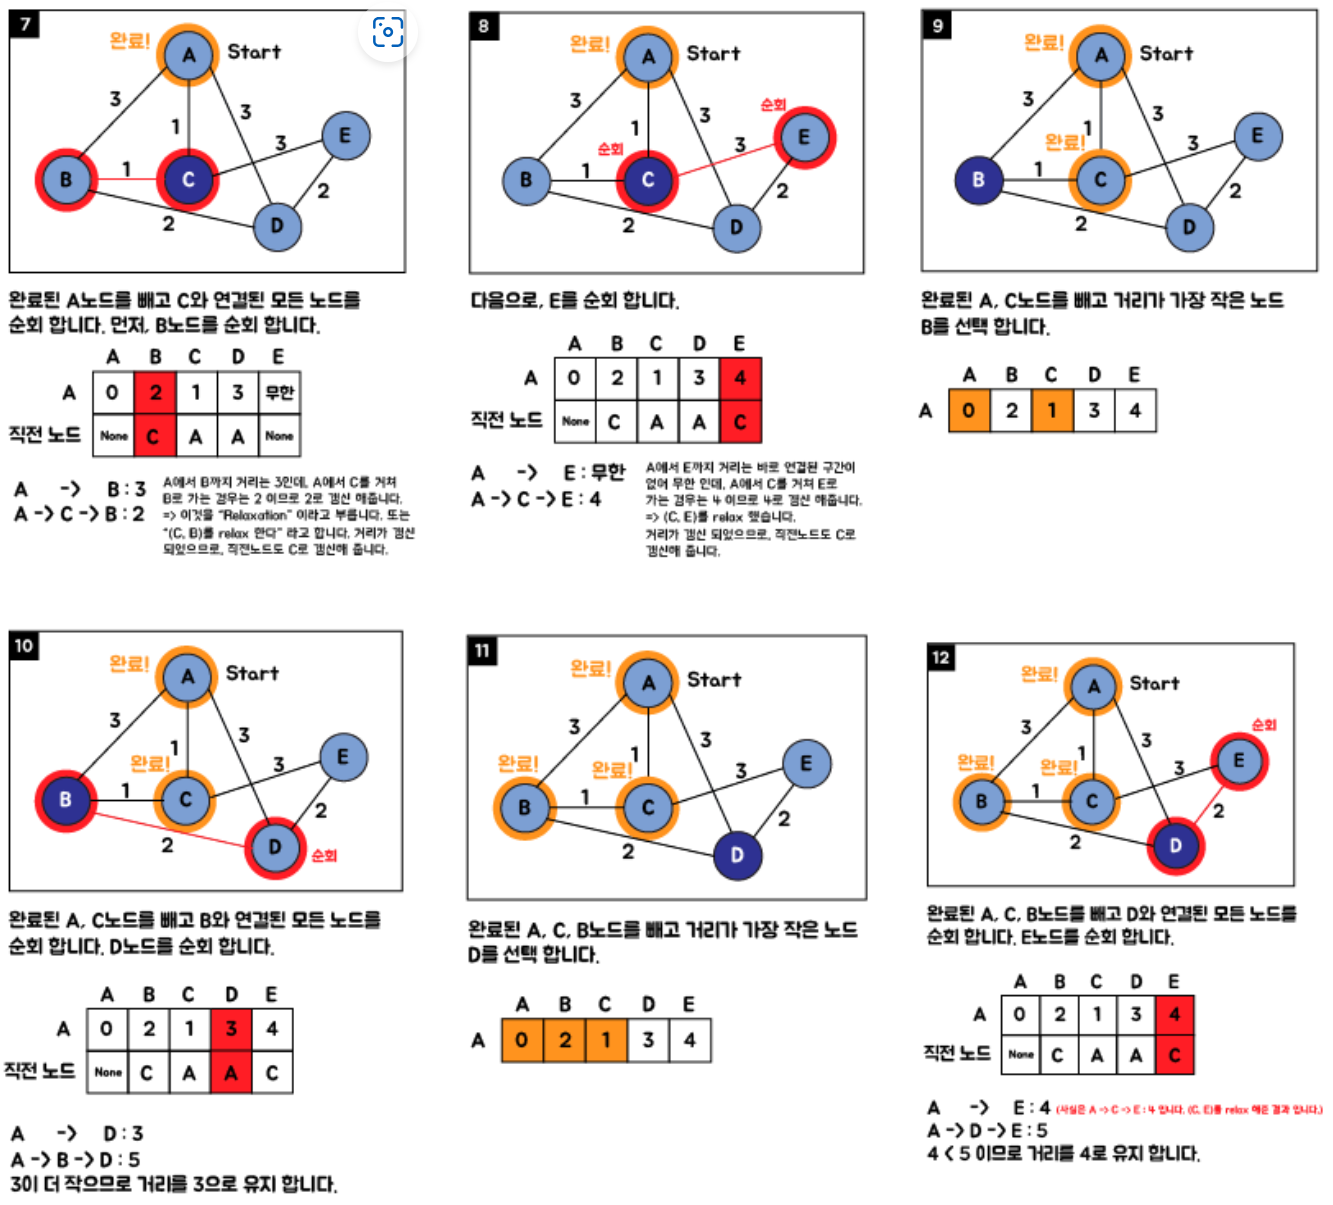 7
완료!
A
Start
3
1
3
E
3
B
1
C
2
2
D
완료된 A노드를 빼고 C와 연결된 모든 노드를
순회 합니다. 먼저, B노드를 순회 합니다.
A B C D E
A 0 2 1 3 무한
직전 노드 None C A A None
A -> B : 3
A -> C -> B : 2
A에서 B까지 거리는 3인데, A에서 C를 거쳐
B로 가는 경우는 2 이므로 2로 갱신 해줍니다.
=> 이것을 "Relaxation" 이라고 부릅니다. 또는
"(C, B)를 relax 한다" 라고 합니다. 거리가 갱신
되었으므로, 직전노드도 C로 갱신해 줍니다.
8
완료!
A
Start
3
1
3
순회
E
순회
3
B
1
C
2
2
D
다음으로, E를 순회 합니다.
A B C D E
A 0 2 1 3 4
직전 노드 None C A A C
A -> E : 무한
A -> C -> E : 4
A에서 E까지 거리는 바로 연결된 구간이
없어 무한 인데, A에서 C를 거쳐 E로
가는 경우는 4 이므로 4로 갱신 해줍니다.
=> (C, E)를 relax 했습니다.
거리가 갱신 되었으므로, 직전노드도 C로
갱신해 줍니다.
9
완료!
A
Start
3
1
3
E
완료!
3
B
1
C
2
2
D
완료된 A, C노드를 빼고 거리가 가장 작은 노드
B를 선택 합니다.
A B C D E
A 0 2 1 3 4
10
완료!
A
Start
3
1
3
E
완료!
3
B
1
C
2
2
D
순회
완료된 A, C노드를 빼고 B와 연결된 모든 노드를
순회 합니다. D노드를 순회 합니다.
A B C D E
A 0 2 1 3 4
직전 노드 None C A A C
A -> D : 3
A -> B -> D : 5
3이 더 작으므로 거리를 3으로 유지 합니다.
11
완료!
A
Start
3
1
3
E
완료!
완료!
3
B
1
C
2
2
D
완료된 A, C, B노드를 빼고 거리가 가장 작은 노드
D를 선택 합니다.
A B C D E
A 0 2 1 3 4
12
완료!
A
Start
3
1
3
순회
E
완료!
완료!
3
B
1
C
2
2
D
완료된 A, C, B노드를 빼고 D와 연결된 모든 노드를
순회 합니다. E노드를 순회 합니다.
A B C D E
A 0 2 1 3 4
직전 노드 None C A A C
A -> E : 4 (사실은 A -> C -> E : 4 입니다. (C, E)를 relax 해준 결과 입니다.)
A -> D -> E : 5
4 < 5 이므로 거리를 4로 유지 합니다.